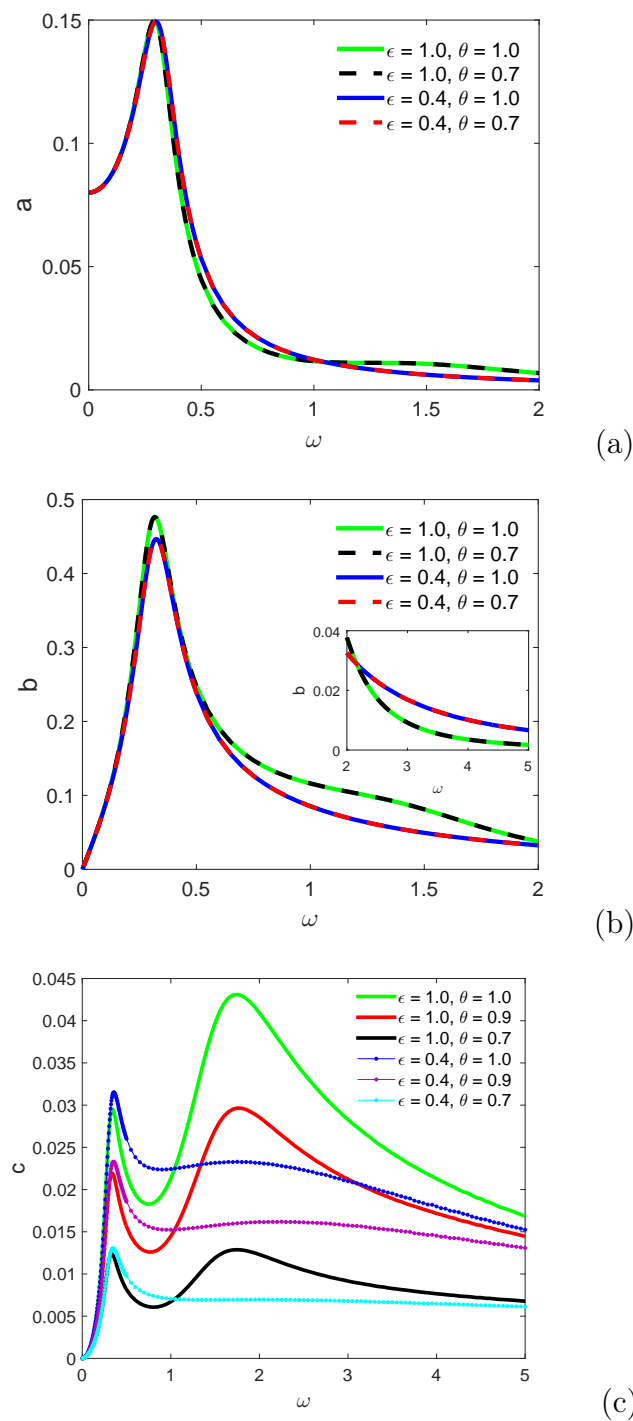 0.15
ϵ = 1.0, θ = 1.0
ϵ = 1.0, θ = 0.7
ϵ = 0.4, θ = 1.0
ϵ = 0.4, θ = 0.7
0.1
a
0.05
0
0 0.5 1 1.5 2
ω
(a)
0.5
ϵ = 1.0, θ = 1.0
ϵ = 1.0, θ = 0.7
ϵ = 0.4, θ = 1.0
ϵ = 0.4, θ = 0.7
0.4
0.3
0.04
b
0.02
0
2 3 4 5
ω
b
0.2
0.1
0
0 0.5 1 1.5 2
ω
(b)
0.045
ϵ = 1.0, θ = 1.0
ϵ = 1.0, θ = 0.9
ϵ = 1.0, θ = 0.7
ϵ = 0.4, θ = 1.0
ϵ = 0.4, θ = 0.9
ϵ = 0.4, θ = 0.7
0.04
0.035
0.03
0.025
c
0.02
0.015
0.01
0.005
0
0 1 2 3 4 5
ω
(c)